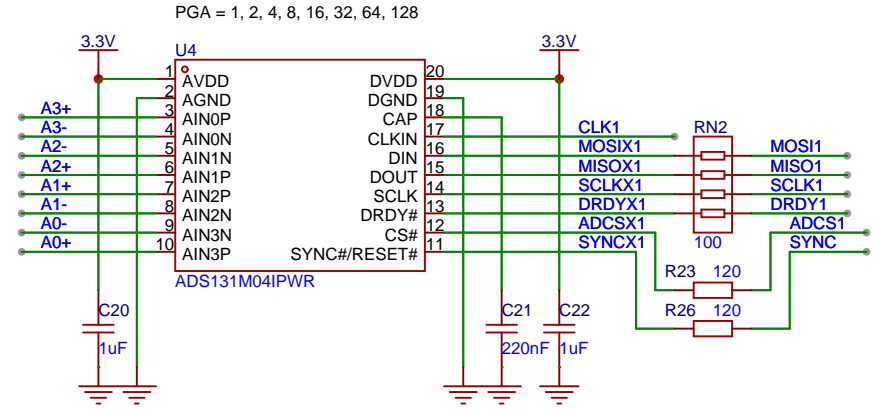 PGA = 1, 2, 4, 8, 16, 32, 64, 128
3.3V
3.3V
U4
1 AVDD DVDD 20
2 AGND DGND 19
A3+ 3 AIN0P CAP 18
A3- 4 AIN0N CLKIN 17 CLK1 RN2
A2- 5 AIN1N DIN 16 MOSIX1 MOSI1
A2+ 6 AIN1P DOUT 15 MISOX1 MISO1
A1+ 7 AIN2P SCLK 14 SCLKX1 SCLK1
A1- 8 AIN2N DRDY# 13 DRDYX1 DRDY1
A0- 9 AIN3N CS# 12 ADCSX1 ADCS1
A0+ 10 AIN3P SYNC#/RESET# 11 SYNCX1 100 SYNC
ADS131M04IPWR
R23 120
C20 C21 C22 R26 120
1uF 220nF 1uF